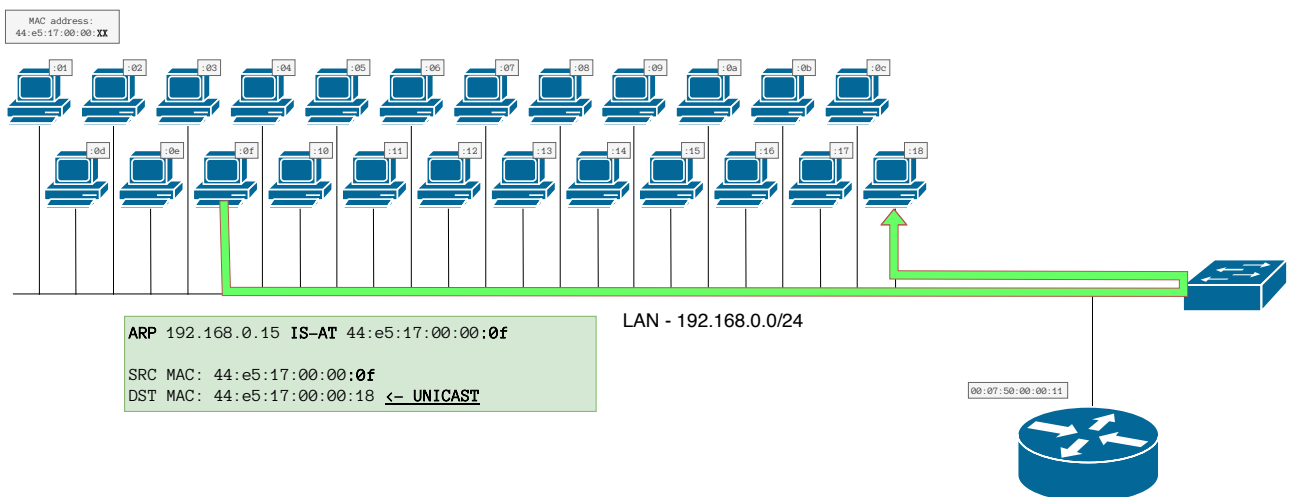 MAC address:
44:e5:17:00:00:XX
:01
:02
:03
:04
:05
:06
:07
:08
:09
:0a
:0b
:0c
:0d
:0e
:0f
:10
:11
:12
:13
:14
:15
:16
:17
:18
ARP 192.168.0.15 IS-AT 44:e5:17:00:00:0f
SRC MAC: 44:e5:17:00:00:0f
DST MAC: 44:e5:17:00:00:18 <- UNICAST
LAN - 192.168.0.0/24
00:07:50:00:00:11